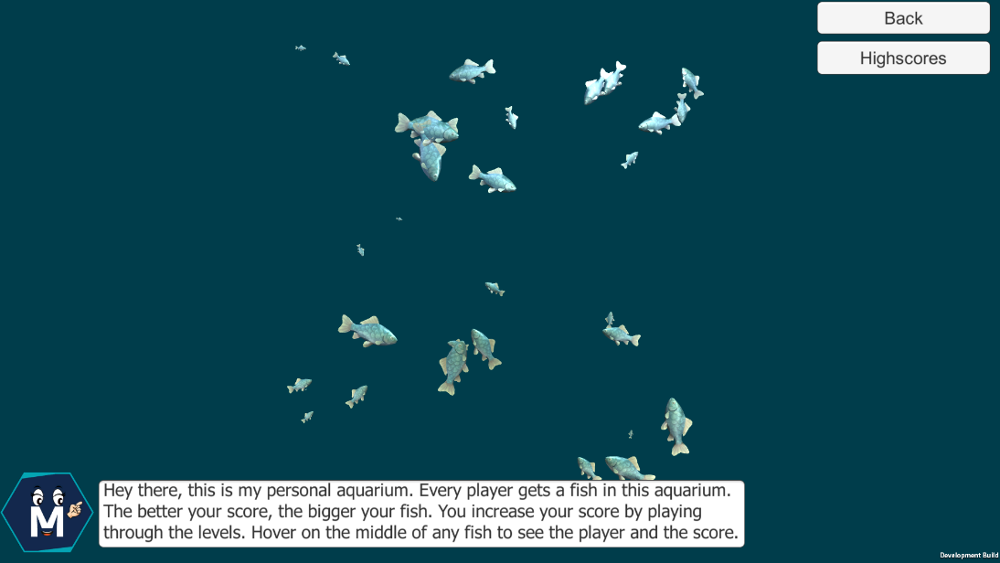 Back
Highscores
Hey there, this is my personal aquarium. Every player gets a fish in this aquarium.
The better your score, the bigger your fish. You increase your score by playing
through the levels. Hover on the middle of any fish to see the player and the score.
M
Development Build